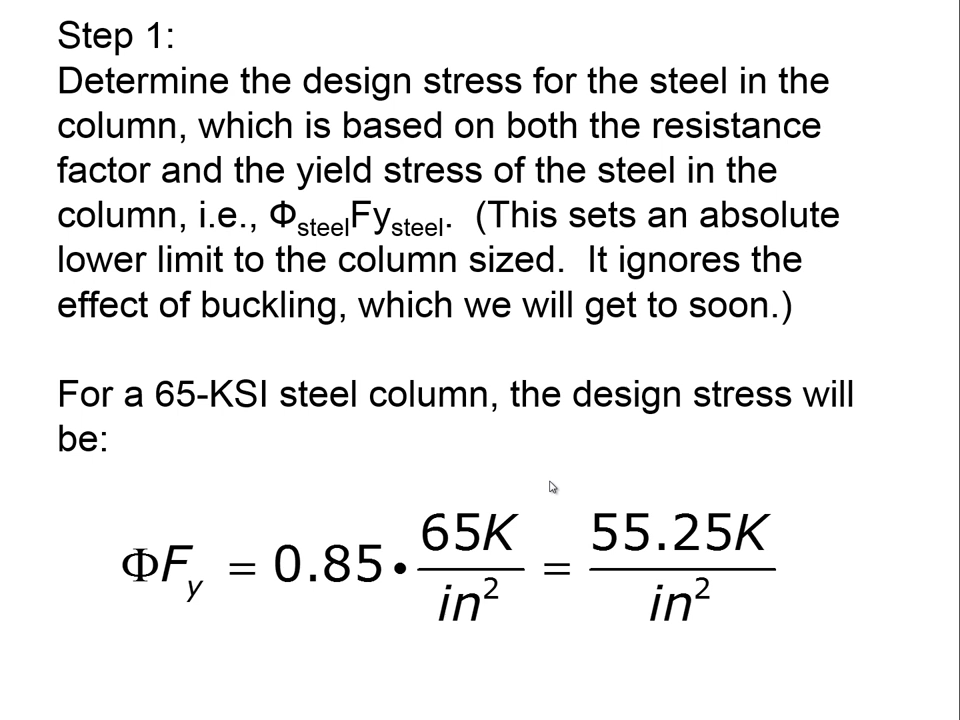 Step 1:
Determine the design stress for the steel in the
column, which is based on both the resistance
factor and the yield stress of the steel in the
column, i.e., ΦsteelFysteel.  (This sets an absolute
lower limit to the column sized.  It ignores the
effect of buckling, which we will get to soon.)
For a 65-KSI steel column, the design stress will
be:
ΦFy = 0.85 • 65K/in² = 55.25K/in²